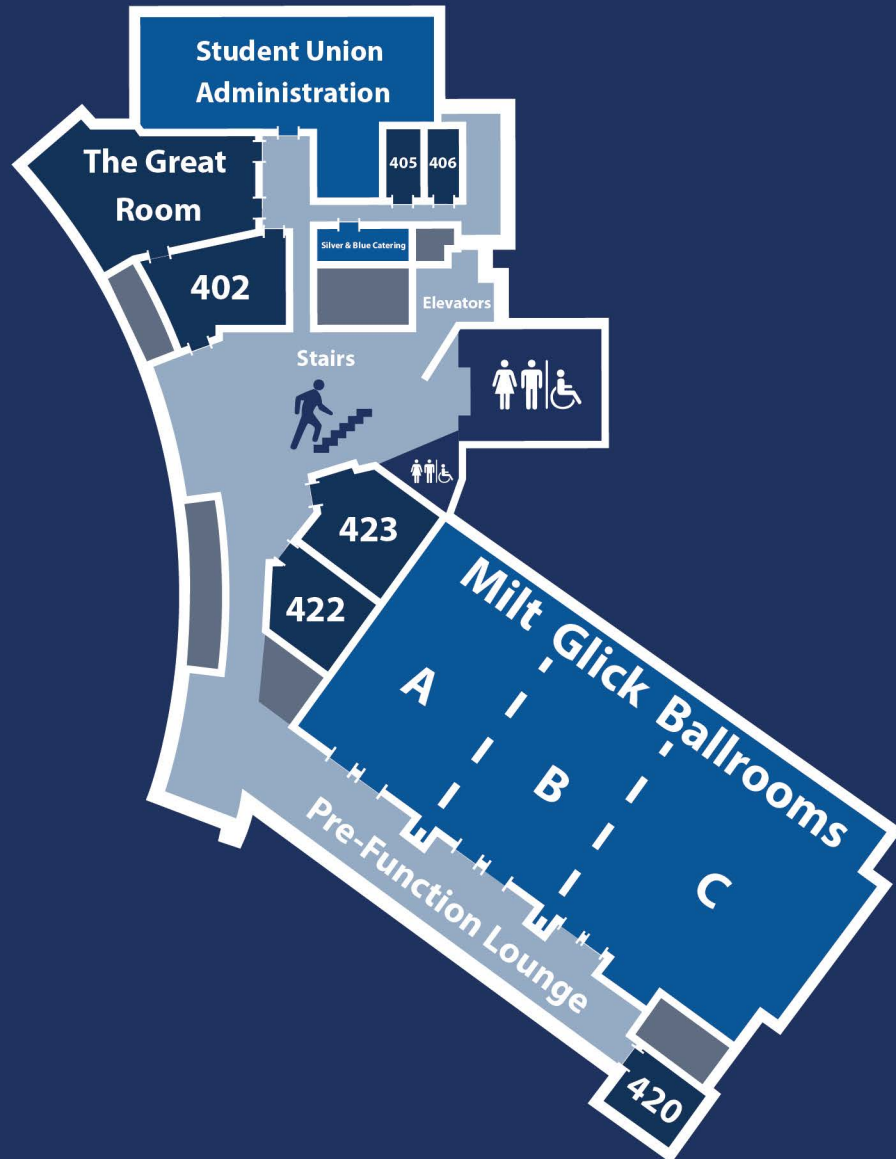 Student Union
Administration
The Great
Room
405
406
Silver & Blue Catering
402
Elevators
Stairs
423
422
Milt Glick Ballrooms
A
B
C
Pre-Function Lounge
420